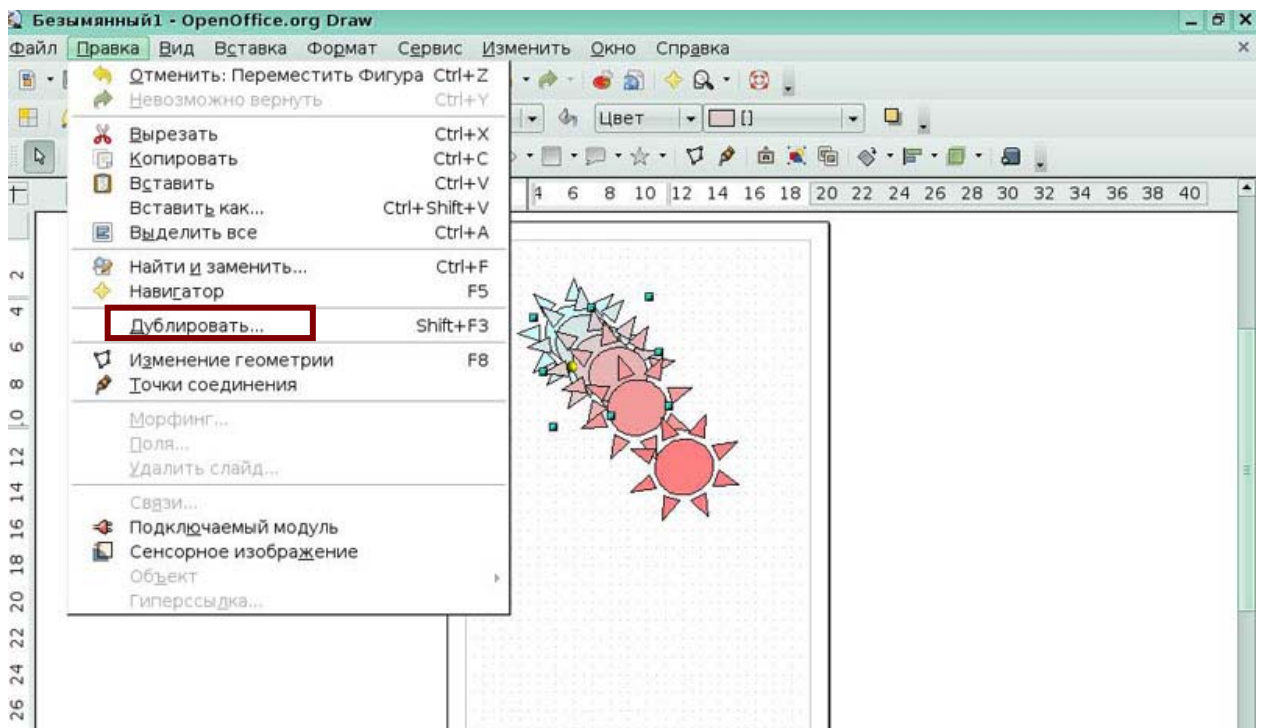 Безымянный1 - OpenOffice.org Draw
Файл Правка Вид Вставка Формат Сервис Изменить Окно Справка
Отменить: Переместить Фигура Ctrl+Z
Невозможно вернуть Ctrl+Y
Цвет []
Вырезать Ctrl+X
Копировать Ctrl+C
Вставить Ctrl+V
Вставить как... Ctrl+Shift+V
Выделить все Ctrl+A
4 6 8 10 12 14 16 18 20 22 24 26 28 30 32 34 36 38 40
Найти и заменить... Ctrl+F
Навигатор F5
Дублировать... Shift+F3
Изменение геометрии F8
Точки соединения
Морфинг...
Поля...
Удалить слайд...
Связи...
Подключаемый модуль
Сенсорное изображение
Объект
Гиперссылка...
2 4 6 8 10 12 14 16 18 20 22 24 26